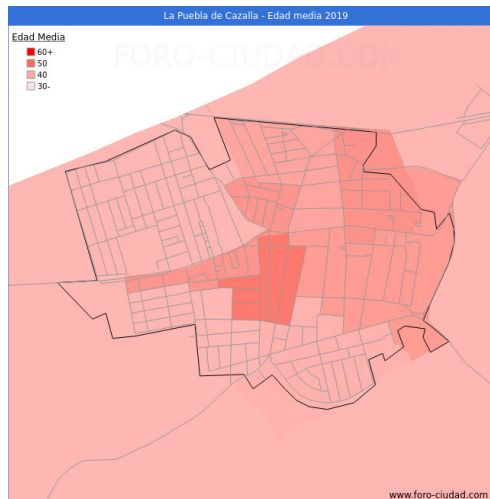 La Puebla de Cazalla - Edad media 2019
Edad Media
60+
50
40
30-
FORO-CIUDAD.COM
www.foro-ciudad.com